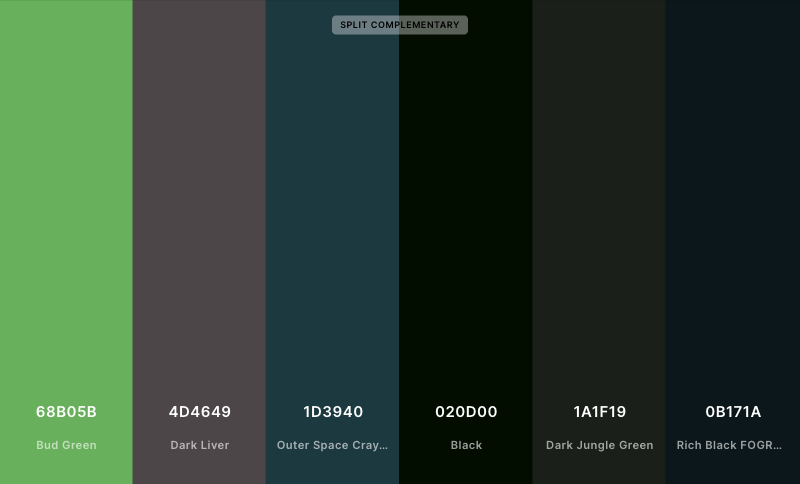 SPLIT COMPLEMENTARY
68B05B
Bud Green
4D4649
Dark Liver
1D3940
Outer Space Cray...
020D00
Black
1A1F19
Dark Jungle Green
0B171A
Rich Black FOGR...